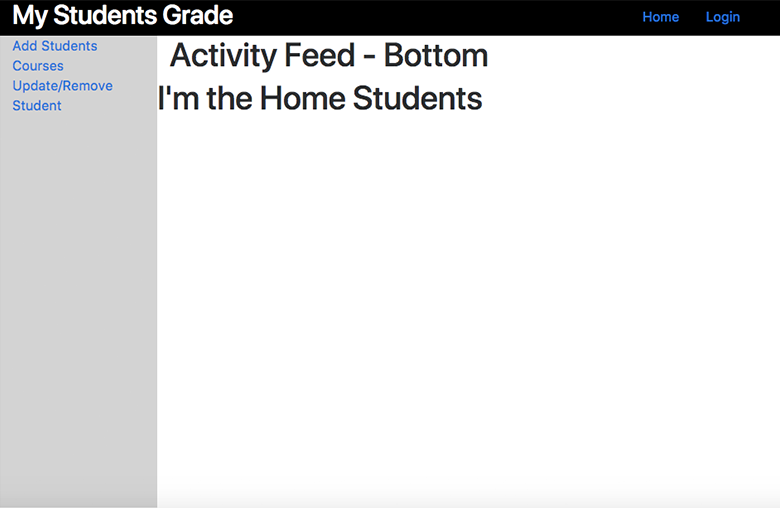 My Students Grade
Home Login
Add Students
Courses
Update/Remove
Student
Activity Feed - Bottom
I'm the Home Students